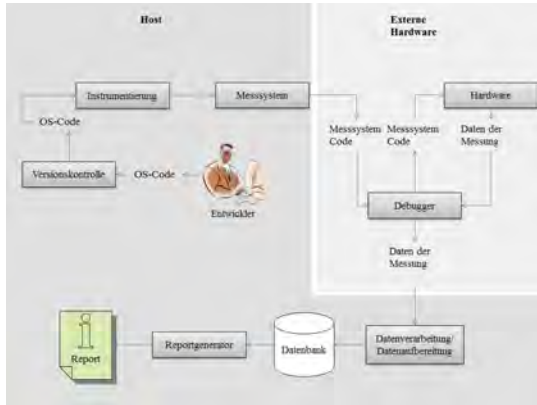 Host
Externe
Hardware
Instrumentierung
Messsystem
Hardware
OS-Code
Messsystem
Code
Messsystem
Code
Daten der
Messung
Versionskontrolle
OS-Code
Entwickler
Debugger
Daten der
Messung
Report
Reportgenerator
Datenbank
Datenverarbeitung/
Datenaufbereitung